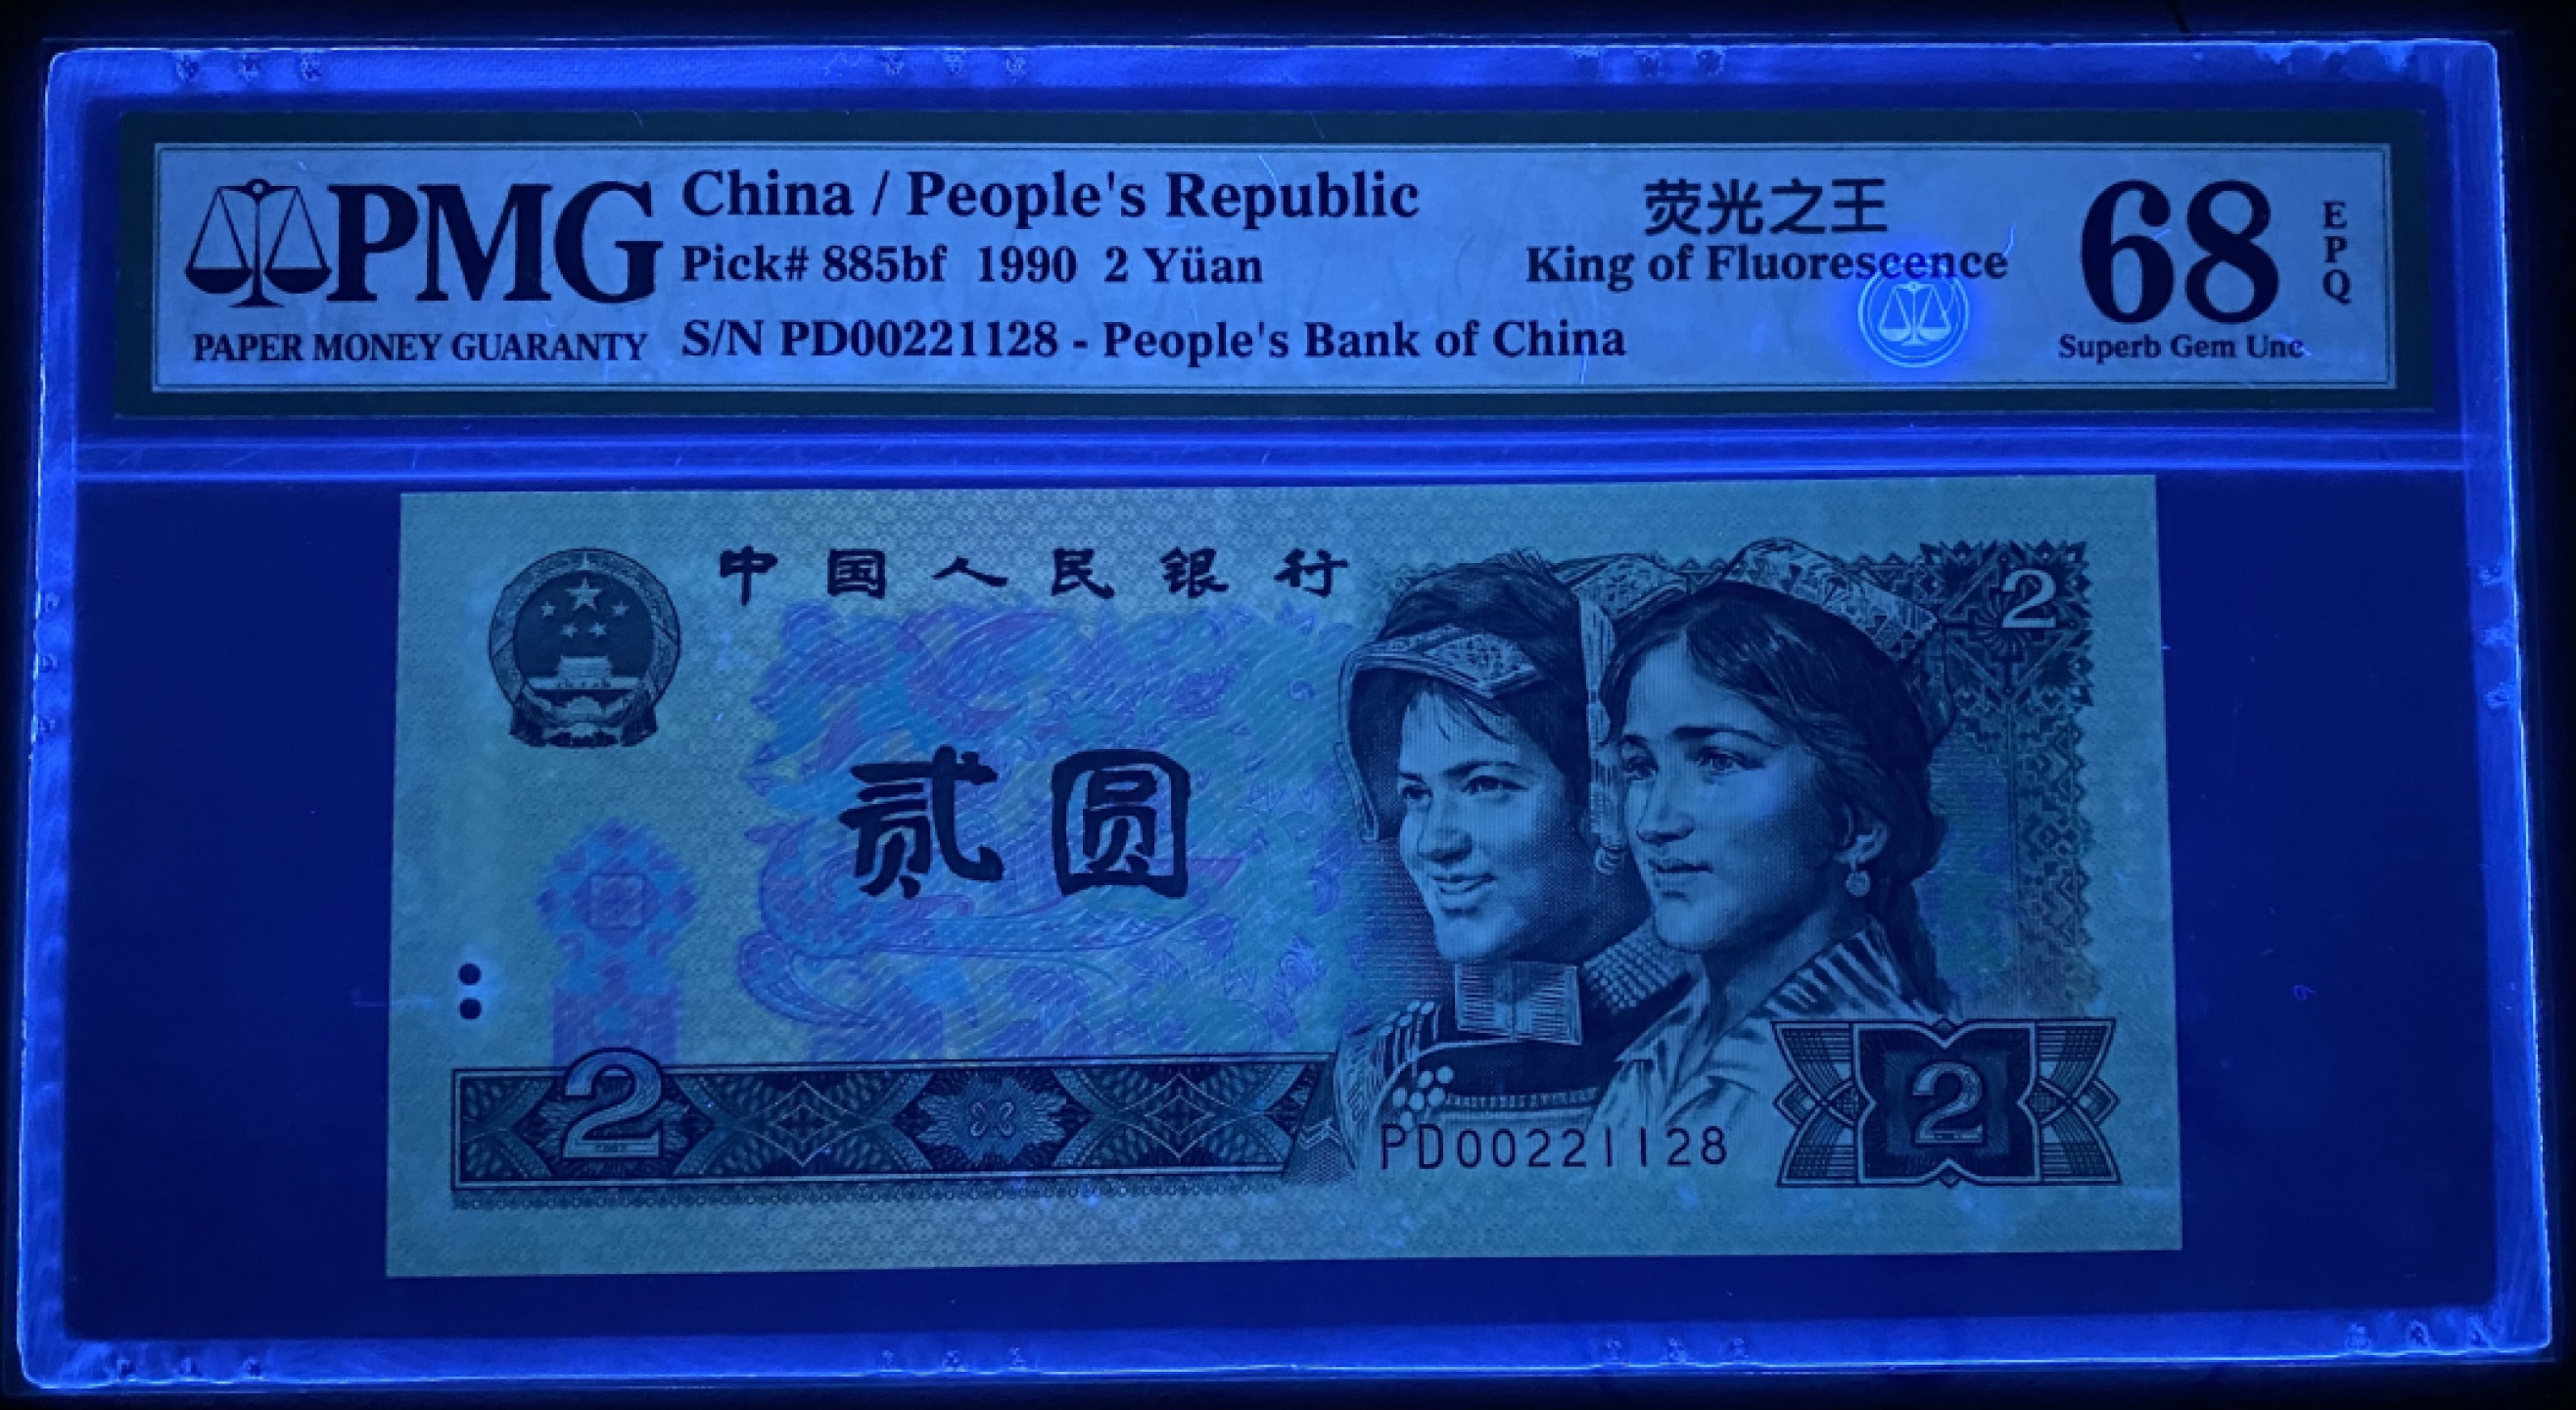 PMG
PAPER MONEY GUARANTY
China / People's Republic
Pick# 885bf 1990 2 Yüan
S/N PD00221128 - People's Bank of China
荧光之王
King of Fluorescence
68
EPQ
Superb Gem Unc
中国人民银行
2
贰圆
2
PD00221128
2